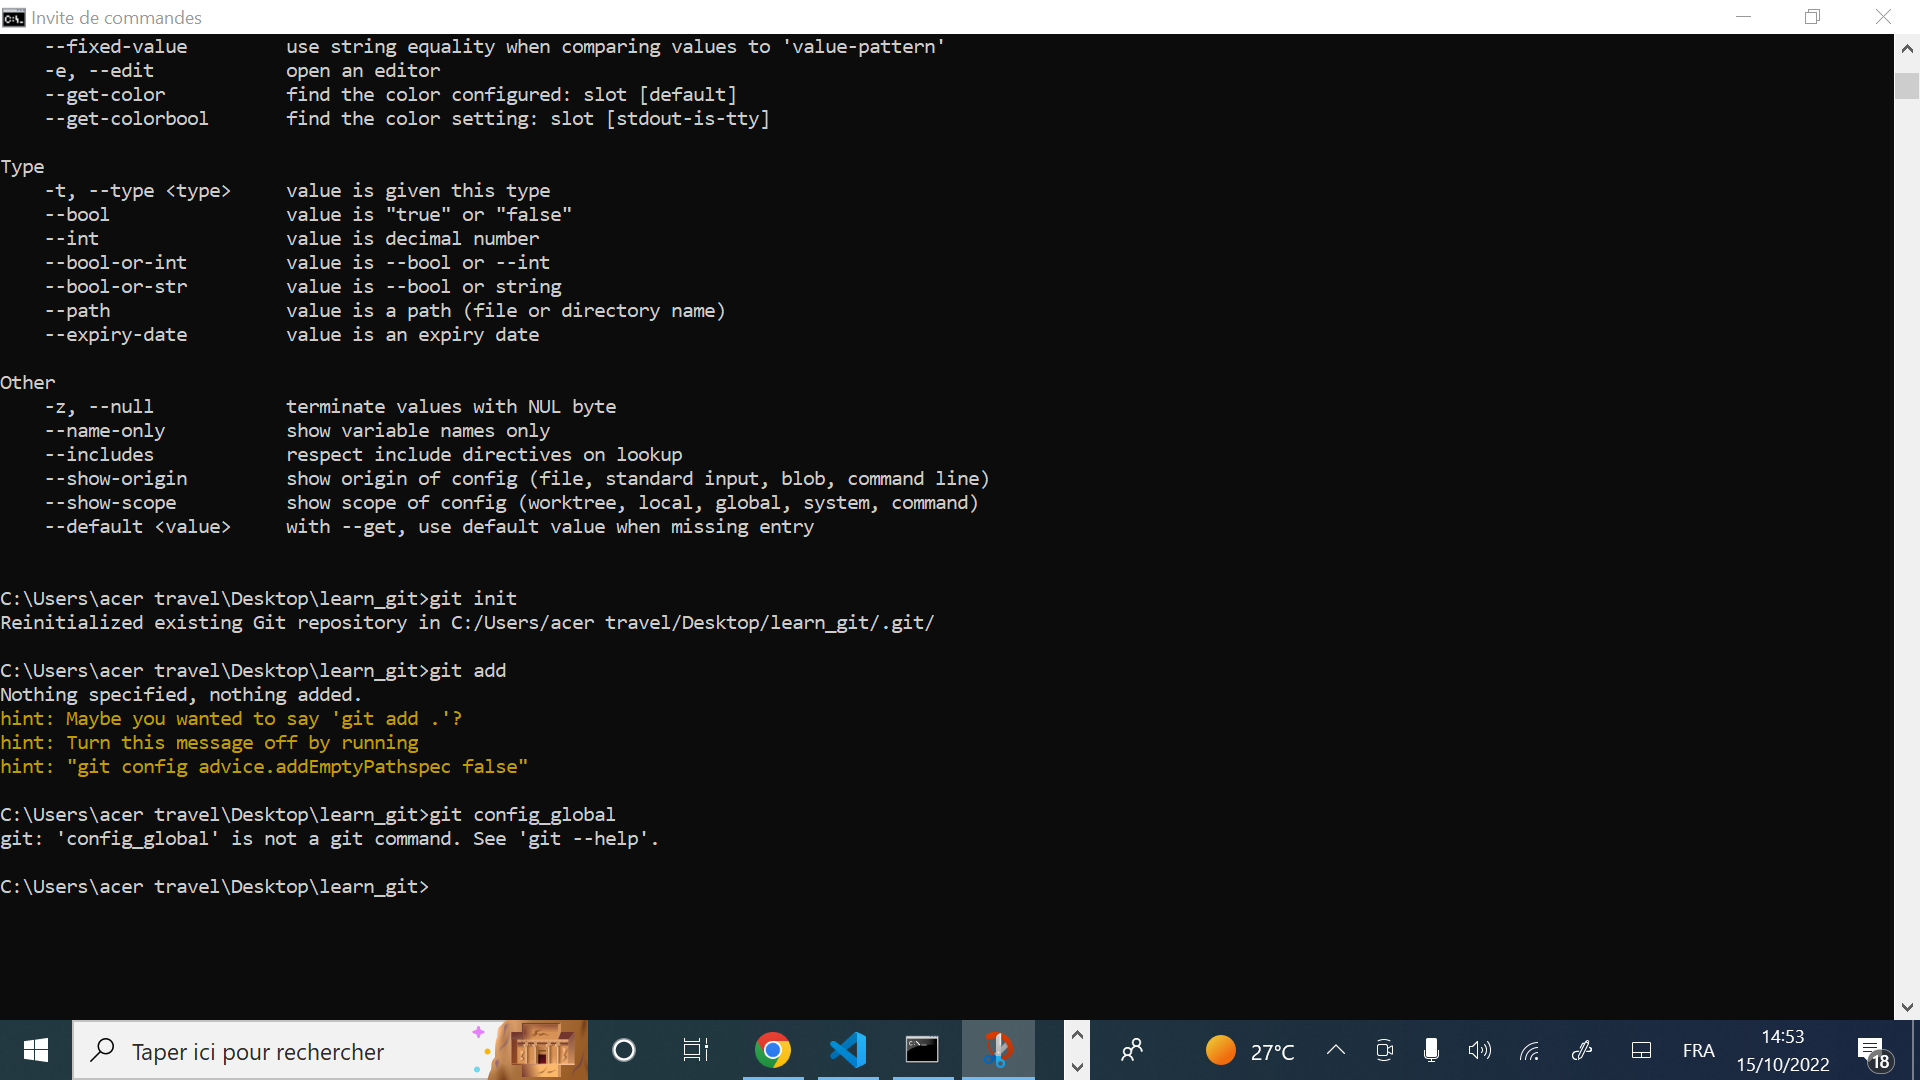 Invite de commandes
--fixed-value use string equality when comparing values to 'value-pattern'
-e, --edit open an editor
--get-color find the color configured: slot [default]
--get-colorbool find the color setting: slot [stdout-is-tty]
Type
-t, --type <type> value is given this type
--bool value is "true" or "false"
--int value is decimal number
--bool-or-int value is --bool or --int
--bool-or-str value is --bool or string
--path value is a path (file or directory name)
--expiry-date value is an expiry date
Other
-z, --null terminate values with NUL byte
--name-only show variable names only
--includes respect include directives on lookup
--show-origin show origin of config (file, standard input, blob, command line)
--show-scope show scope of config (worktree, local, global, system, command)
--default <value> with --get, use default value when missing entry
C:\Users\acer travel\Desktop\learn_git>git init
Reinitialized existing Git repository in C:/Users/acer travel/Desktop/learn_git/.git/
C:\Users\acer travel\Desktop\learn_git>git add
Nothing specified, nothing added.
hint: Maybe you wanted to say 'git add .'?
hint: Turn this message off by running
hint: "git config advice.addEmptyPathspec false"
C:\Users\acer travel\Desktop\learn_git>git config_global
git: 'config_global' is not a git command. See 'git --help'.
C:\Users\acer travel\Desktop\learn_git>
Taper ici pour rechercher
27°C
FRA
14:53
15/10/2022
18